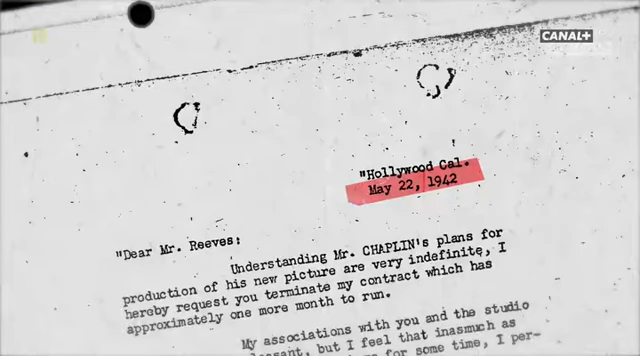 CANAL+
"Hollywood Cal.
May 22, 1942
"Dear Mr. Reeves:
Understanding Mr. CHAPLIN's plans for
production of his new picture are very indefinite, I
hereby request you terminate my contract which has
approximately one more month to run.
My associations with you and the studio
but I feel that inasmuch as
for some time, I per-